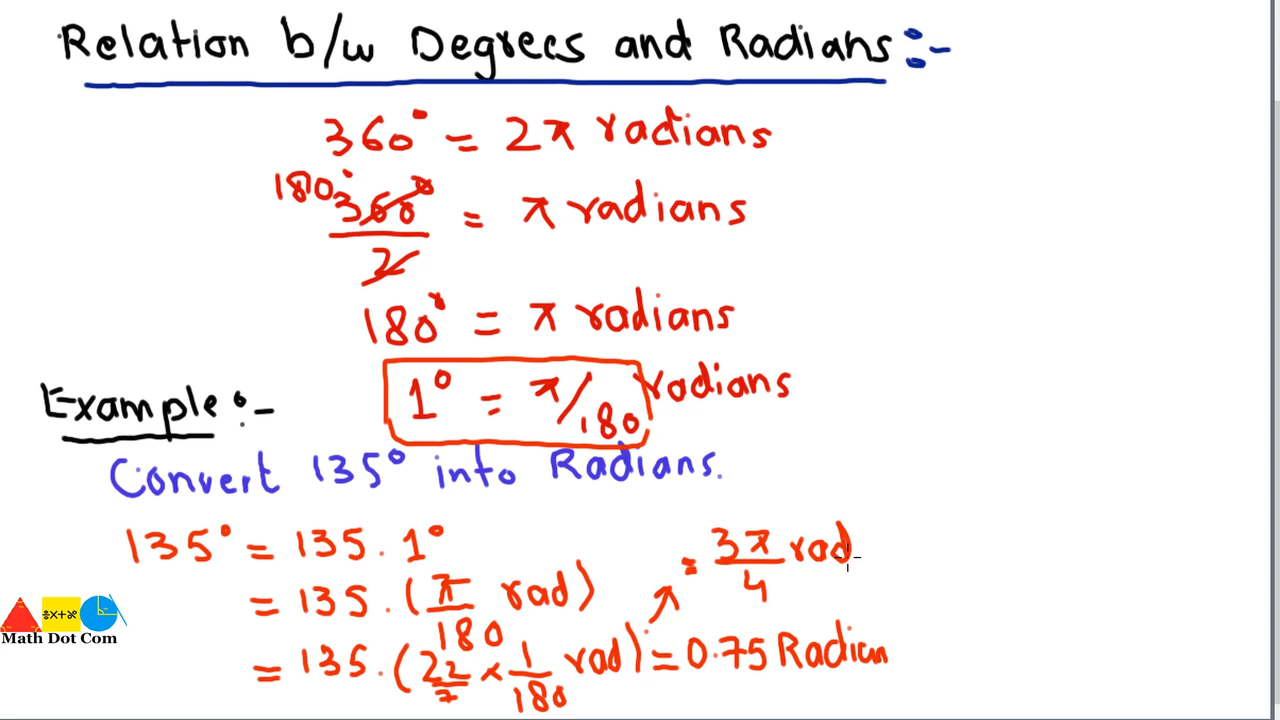 Relation b/w Degrees and Radians :-
360° = 2π radians
180°
360°/2 = π radians
180° = π radians
1° = π/180 radians
Example :-
Convert 135° into Radians.
135° = 135 . 1°
= 135 . (π/180 rad)
= 3π/4 rad
= 135 . (22/7 × 1/180 rad) = 0.75 Radian
Math Dot Com